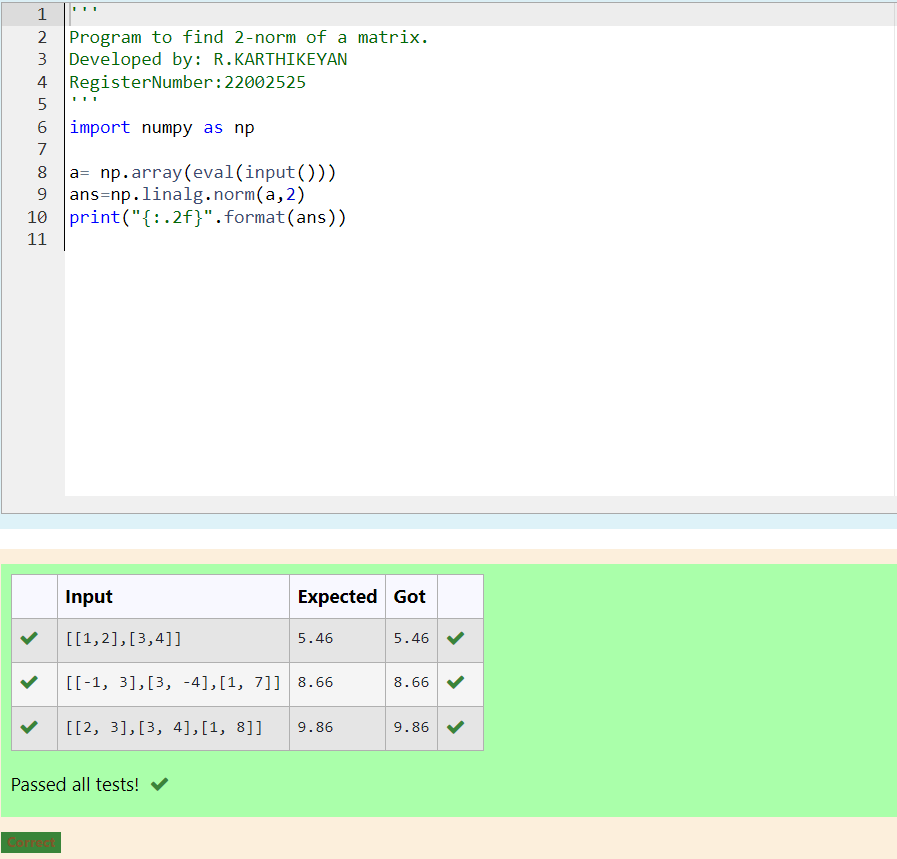 1 '''
2 Program to find 2-norm of a matrix.
3 Developed by: R.KARTHIKEYAN
4 RegisterNumber:22002525
5 '''
6 import numpy as np
7
8 a= np.array(eval(input()))
9 ans=np.linalg.norm(a,2)
10 print("{:.2f}".format(ans))
11
Input Expected Got
[[1,2],[3,4]] 5.46 5.46
[[-1, 3],[3, -4],[1, 7]] 8.66 8.66
[[2, 3],[3, 4],[1, 8]] 9.86 9.86
Passed all tests!
Correct